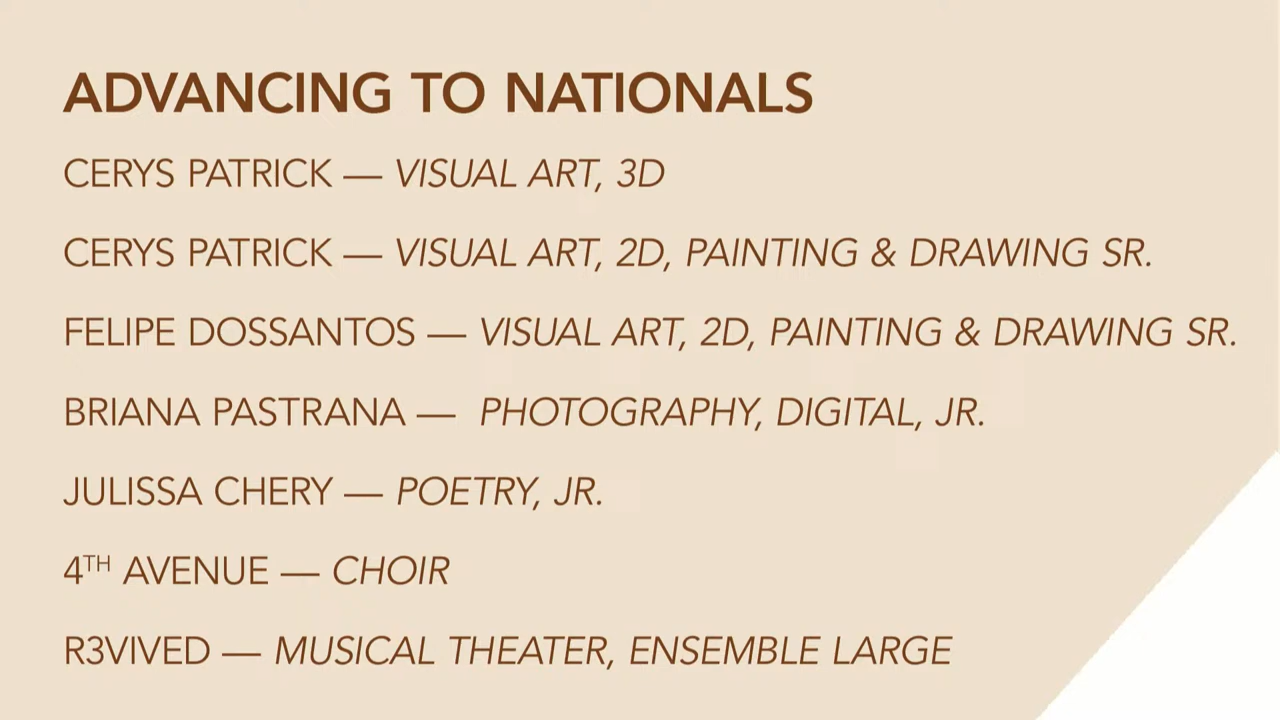 ADVANCING TO NATIONALS
CERYS PATRICK — VISUAL ART, 3D
CERYS PATRICK — VISUAL ART, 2D, PAINTING & DRAWING SR.
FELIPE DOSSANTOS — VISUAL ART, 2D, PAINTING & DRAWING SR.
BRIANA PASTRANA — PHOTOGRAPHY, DIGITAL, JR.
JULISSA CHERY — POETRY, JR.
4TH AVENUE — CHOIR
R3VIVED — MUSICAL THEATER, ENSEMBLE LARGE